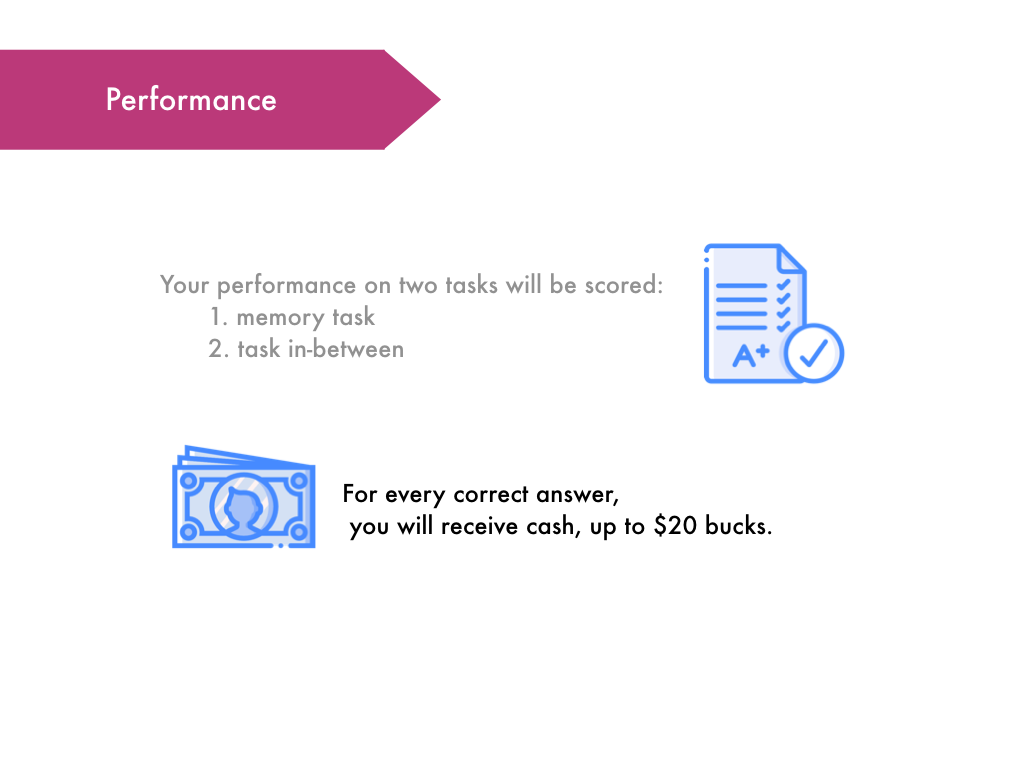 Performance
Your performance on two tasks will be scored:
1. memory task
2. task in-between
A+
For every correct answer,
you will receive cash, up to $20 bucks.